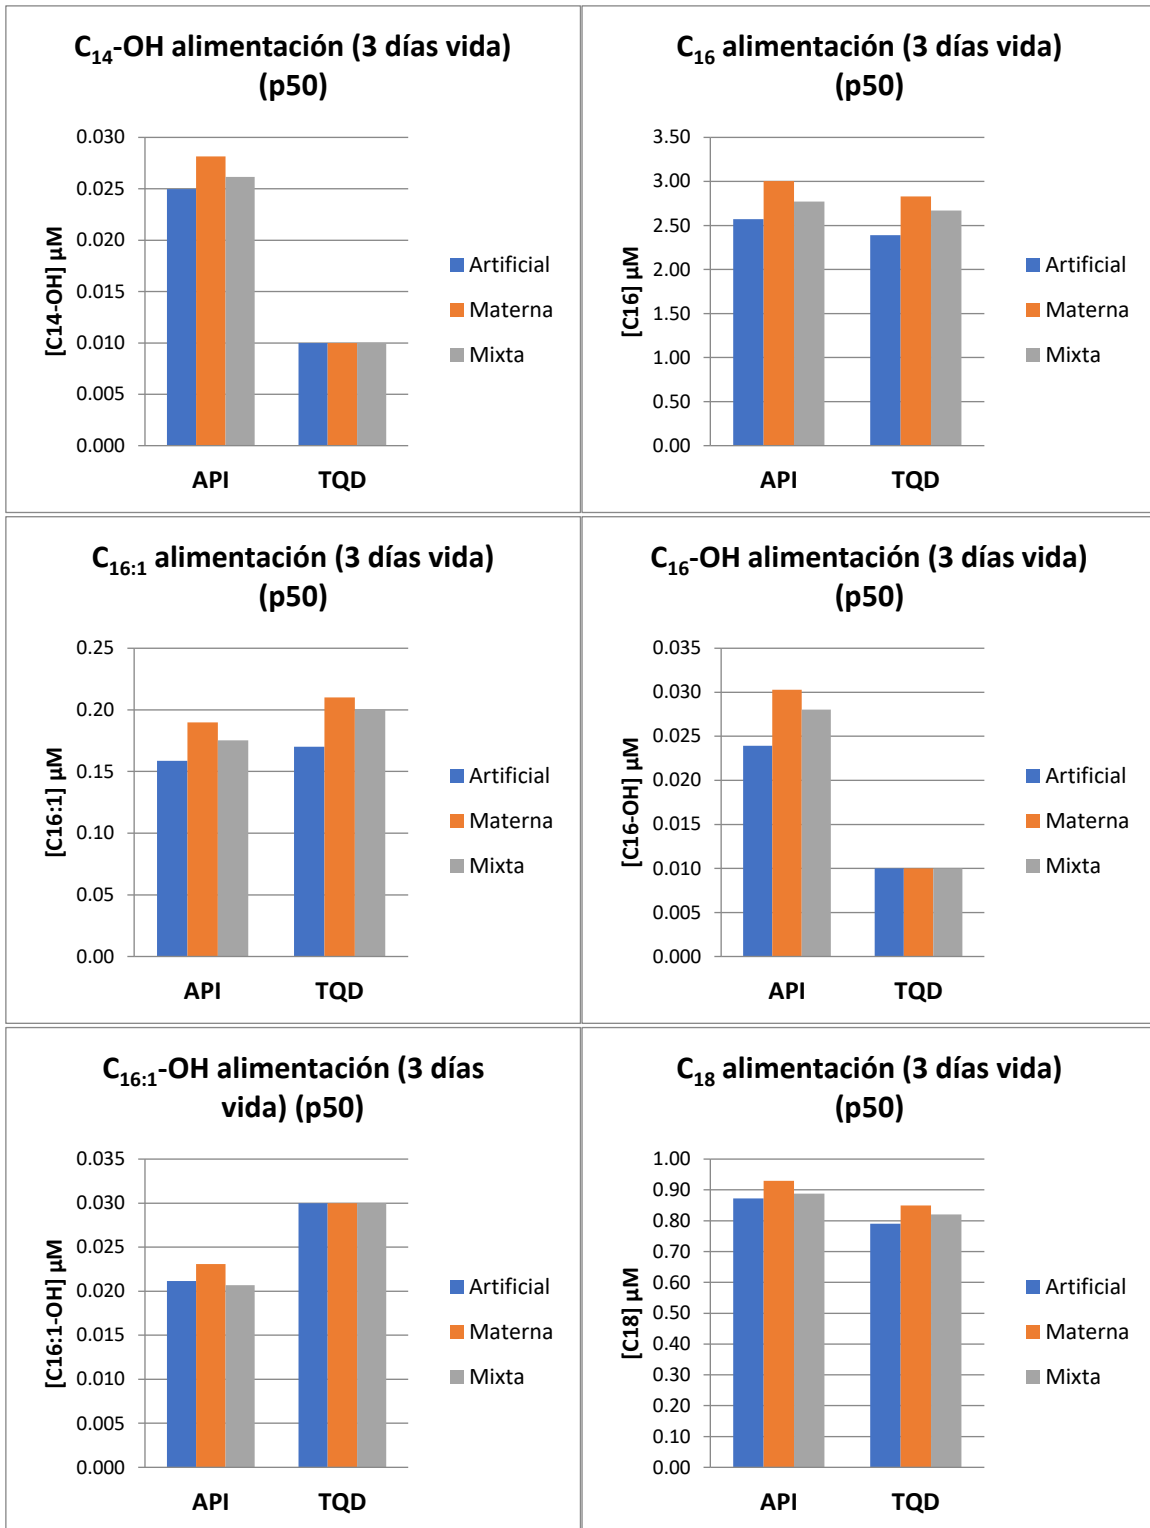 C14-OH alimentación (3 días vida)
(p50)
0.030
0.025
0.020
0.015
0.010
0.005
0.000
[C14-OH] µM
API
TQD
Artificial
Materna
Mixta
C16 alimentación (3 días vida)
(p50)
3.50
3.00
2.50
2.00
1.50
1.00
0.50
0.00
[C16] µM
API
TQD
Artificial
Materna
Mixta
C16:1 alimentación (3 días vida)
(p50)
0.25
0.20
0.15
0.10
0.05
0.00
[C16:1] µM
API
TQD
Artificial
Materna
Mixta
C16-OH alimentación (3 días vida)
(p50)
0.035
0.030
0.025
0.020
0.015
0.010
0.005
0.000
[C16-OH] µM
API
TQD
Artificial
Materna
Mixta
C16:1-OH alimentación (3 días
vida) (p50)
0.035
0.030
0.025
0.020
0.015
0.010
0.005
0.000
[C16:1-OH] µM
API
TQD
Artificial
Materna
Mixta
C18 alimentación (3 días vida)
(p50)
1.00
0.90
0.80
0.70
0.60
0.50
0.40
0.30
0.20
0.10
0.00
[C18] µM
API
TQD
Artificial
Materna
Mixta